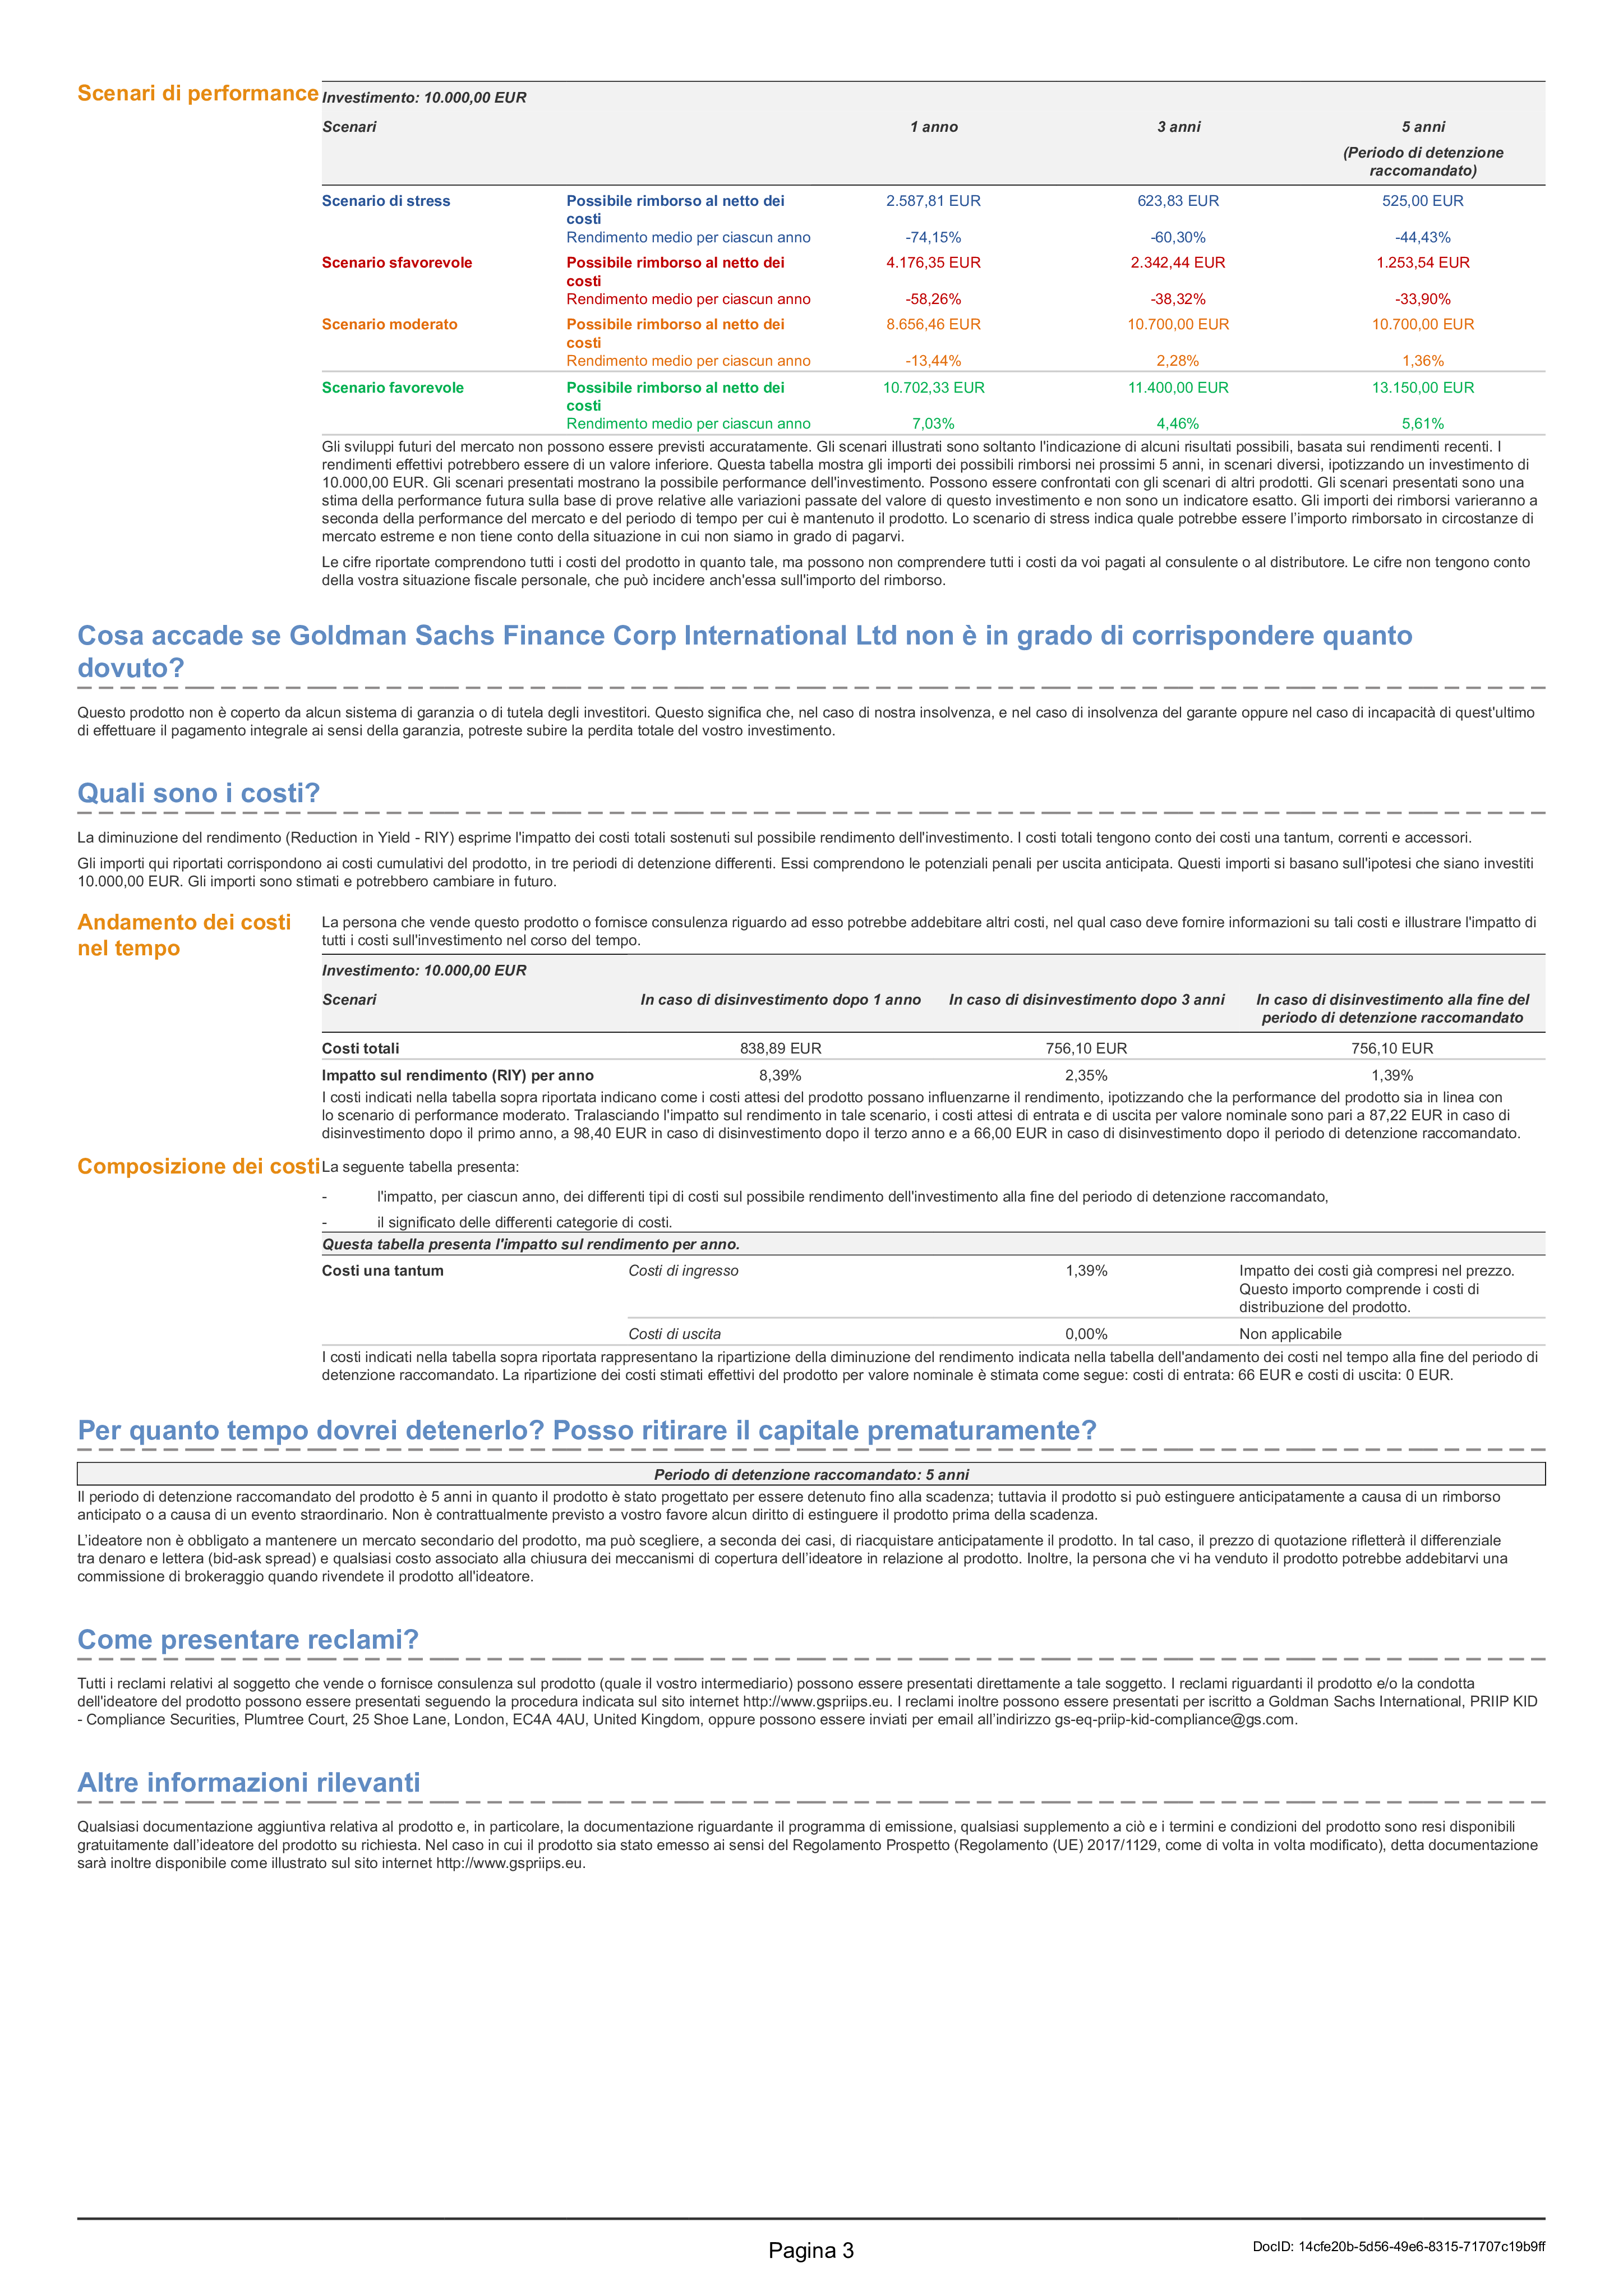 Scenari di performance
Investimento: 10.000,00 EUR
Scenari 1 anno 3 anni 5 anni
(Periodo di detenzione
raccomandato)
Scenario di stress Possibile rimborso al netto dei 2.587,81 EUR 623,83 EUR 525,00 EUR
costi
Rendimento medio per ciascun anno -74,15% -60,30% -44,43%
Scenario sfavorevole Possibile rimborso al netto dei 4.176,35 EUR 2.342,44 EUR 1.253,54 EUR
costi
Rendimento medio per ciascun anno -58,26% -38,32% -33,90%
Scenario moderato Possibile rimborso al netto dei 8.656,46 EUR 10.700,00 EUR 10.700,00 EUR
costi
Rendimento medio per ciascun anno -13,44% 2,28% 1,36%
Scenario favorevole Possibile rimborso al netto dei 10.702,33 EUR 11.400,00 EUR 13.150,00 EUR
costi
Rendimento medio per ciascun anno 7,03% 4,46% 5,61%
Gli sviluppi futuri del mercato non possono essere previsti accuratamente. Gli scenari illustrati sono soltanto l'indicazione di alcuni risultati possibili, basata sui rendimenti recenti. I
rendimenti effettivi potrebbero essere di un valore inferiore. Questa tabella mostra gli importi dei possibili rimborsi nei prossimi 5 anni, in scenari diversi, ipotizzando un investimento di
10.000,00 EUR. Gli scenari presentati mostrano la possibile performance dell'investimento. Possono essere confrontati con gli scenari di altri prodotti. Gli scenari presentati sono una
stima della performance futura sulla base di prove relative alle variazioni passate del valore di questo investimento e non sono un indicatore esatto. Gli importi dei rimborsi varieranno a
seconda della performance del mercato e del periodo di tempo per cui è mantenuto il prodotto. Lo scenario di stress indica quale potrebbe essere l’importo rimborsato in circostanze di
mercato estreme e non tiene conto della situazione in cui non siamo in grado di pagarvi.
Le cifre riportate comprendono tutti i costi del prodotto in quanto tale, ma possono non comprendere tutti i costi da voi pagati al consulente o al distributore. Le cifre non tengono conto
della vostra situazione fiscale personale, che può incidere anch'essa sull'importo del rimborso.
Cosa accade se Goldman Sachs Finance Corp International Ltd non è in grado di corrispondere quanto
dovuto?
Questo prodotto non è coperto da alcun sistema di garanzia o di tutela degli investitori. Questo significa che, nel caso di nostra insolvenza, e nel caso di insolvenza del garante oppure nel caso di incapacità di quest'ultimo
di effettuare il pagamento integrale ai sensi della garanzia, potreste subire la perdita totale del vostro investimento.
Quali sono i costi?
La diminuzione del rendimento (Reduction in Yield - RIY) esprime l'impatto dei costi totali sostenuti sul possibile rendimento dell'investimento. I costi totali tengono conto dei costi una tantum, correnti e accessori.
Gli importi qui riportati corrispondono ai costi cumulativi del prodotto, in tre periodi di detenzione differenti. Essi comprendono le potenziali penali per uscita anticipata. Questi importi si basano sull'ipotesi che siano investiti
10.000,00 EUR. Gli importi sono stimati e potrebbero cambiare in futuro.
Andamento dei costi
nel tempo
La persona che vende questo prodotto o fornisce consulenza riguardo ad esso potrebbe addebitare altri costi, nel qual caso deve fornire informazioni su tali costi e illustrare l'impatto di
tutti i costi sull'investimento nel corso del tempo.
Investimento: 10.000,00 EUR
Scenari In caso di disinvestimento dopo 1 anno In caso di disinvestimento dopo 3 anni In caso di disinvestimento alla fine del
periodo di detenzione raccomandato
Costi totali 838,89 EUR 756,10 EUR 756,10 EUR
Impatto sul rendimento (RIY) per anno 8,39% 2,35% 1,39%
I costi indicati nella tabella sopra riportata indicano come i costi attesi del prodotto possano influenzarne il rendimento, ipotizzando che la performance del prodotto sia in linea con
lo scenario di performance moderato. Tralasciando l'impatto sul rendimento in tale scenario, i costi attesi di entrata e di uscita per valore nominale sono pari a 87,22 EUR in caso di
disinvestimento dopo il primo anno, a 98,40 EUR in caso di disinvestimento dopo il terzo anno e a 66,00 EUR in caso di disinvestimento dopo il periodo di detenzione raccomandato.
Composizione dei costi
La seguente tabella presenta:
- l'impatto, per ciascun anno, dei differenti tipi di costi sul possibile rendimento dell'investimento alla fine del periodo di detenzione raccomandato,
- il significato delle differenti categorie di costi.
Questa tabella presenta l'impatto sul rendimento per anno.
Costi una tantum Costi di ingresso 1,39% Impatto dei costi già compresi nel prezzo.
Questo importo comprende i costi di
distribuzione del prodotto.
Costi di uscita 0,00% Non applicabile
I costi indicati nella tabella sopra riportata rappresentano la ripartizione della diminuzione del rendimento indicata nella tabella dell'andamento dei costi nel tempo alla fine del periodo di
detenzione raccomandato. La ripartizione dei costi stimati effettivi del prodotto per valore nominale è stimata come segue: costi di entrata: 66 EUR e costi di uscita: 0 EUR.
Per quanto tempo dovrei detenerlo? Posso ritirare il capitale prematuramente?
Periodo di detenzione raccomandato: 5 anni
Il periodo di detenzione raccomandato del prodotto è 5 anni in quanto il prodotto è stato progettato per essere detenuto fino alla scadenza; tuttavia il prodotto si può estinguere anticipatamente a causa di un rimborso
anticipato o a causa di un evento straordinario. Non è contrattualmente previsto a vostro favore alcun diritto di estinguere il prodotto prima della scadenza.
L’ideatore non è obbligato a mantenere un mercato secondario del prodotto, ma può scegliere, a seconda dei casi, di riacquistare anticipatamente il prodotto. In tal caso, il prezzo di quotazione rifletterà il differenziale
tra denaro e lettera (bid-ask spread) e qualsiasi costo associato alla chiusura dei meccanismi di copertura dell’ideatore in relazione al prodotto. Inoltre, la persona che vi ha venduto il prodotto potrebbe addebitarvi una
commissione di brokeraggio quando rivendete il prodotto all'ideatore.
Come presentare reclami?
Tutti i reclami relativi al soggetto che vende o fornisce consulenza sul prodotto (quale il vostro intermediario) possono essere presentati direttamente a tale soggetto. I reclami riguardanti il prodotto e/o la condotta
dell'ideatore del prodotto possono essere presentati seguendo la procedura indicata sul sito internet http://www.gspriips.eu. I reclami inoltre possono essere presentati per iscritto a Goldman Sachs International, PRIIP KID
- Compliance Securities, Plumtree Court, 25 Shoe Lane, London, EC4A 4AU, United Kingdom, oppure possono essere inviati per email all’indirizzo gs-eq-priip-kid-compliance@gs.com.
Altre informazioni rilevanti
Qualsiasi documentazione aggiuntiva relativa al prodotto e, in particolare, la documentazione riguardante il programma di emissione, qualsiasi supplemento a ciò e i termini e condizioni del prodotto sono resi disponibili
gratuitamente dall’ideatore del prodotto su richiesta. Nel caso in cui il prodotto sia stato emesso ai sensi del Regolamento Prospetto (Regolamento (UE) 2017/1129, come di volta in volta modificato), detta documentazione
sarà inoltre disponibile come illustrato sul sito internet http://www.gspriips.eu.
Pagina 3
DocID: 14cfe20b-5d56-49e6-8315-71707c19b9ff